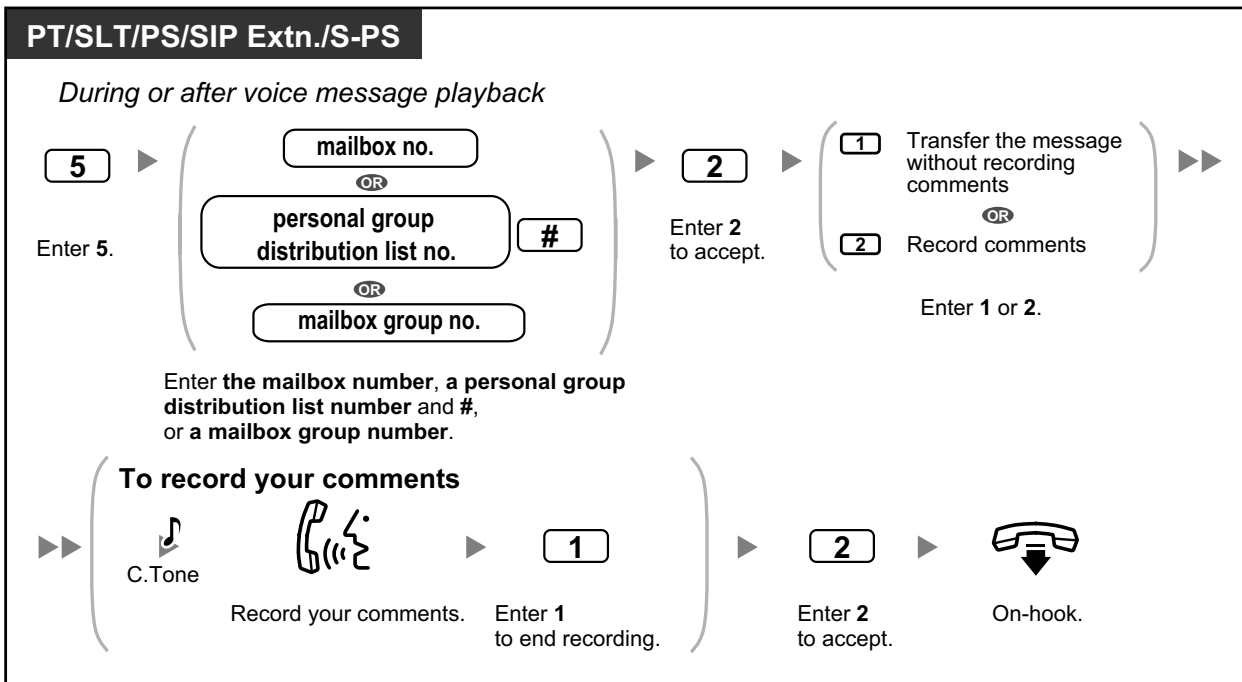 PT/SLT/PS/SIP Extn./S-PS
During or after voice message playback
5
Enter 5.
mailbox no.
OR
personal group
distribution list no.
#
OR
mailbox group no.
Enter the mailbox number, a personal group
distribution list number and #,
or a mailbox group number.
2
Enter 2
to accept.
1 Transfer the message
without recording
comments
OR
2 Record comments
Enter 1 or 2.
To record your comments
C.Tone
Record your comments.
1
Enter 1
to end recording.
2
Enter 2
to accept.
On-hook.